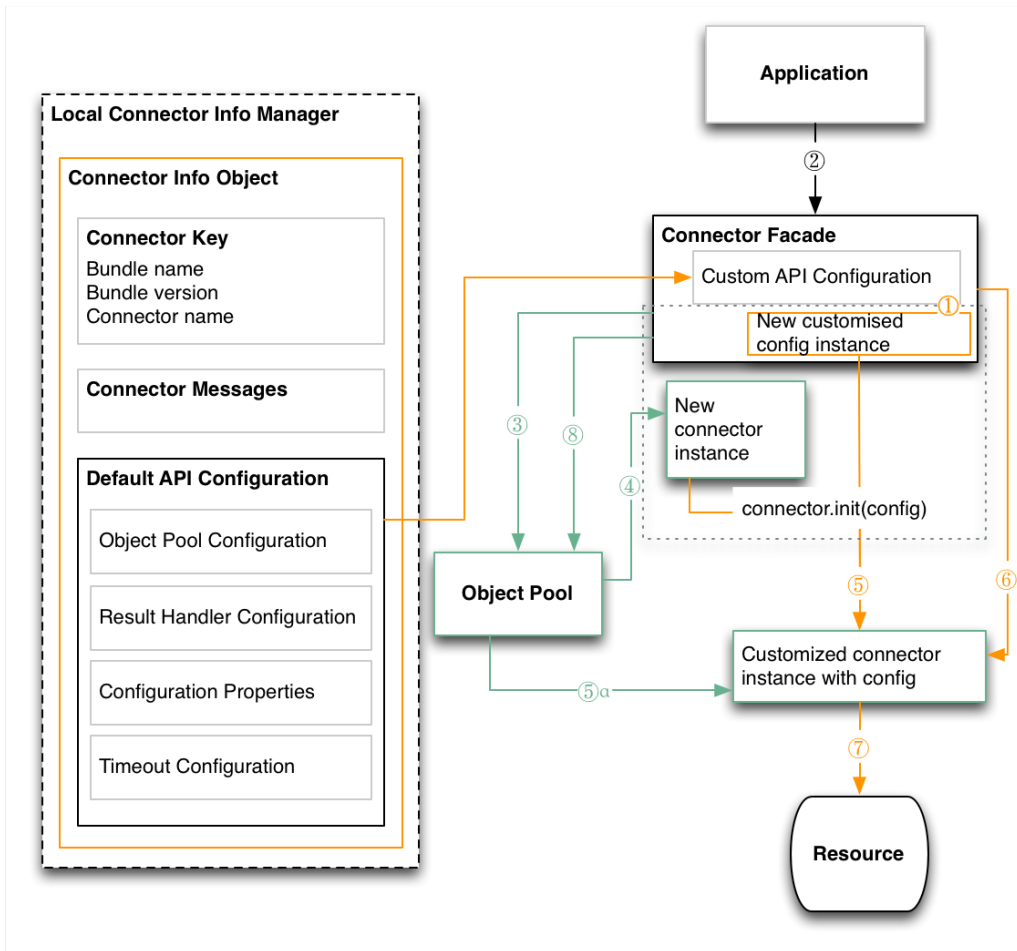 Application
Local Connector Info Manager
②
Connector Info Object
Connector Key
Bundle name
Bundle version
Connector name
Connector Facade
Custom API Configuration
①
New customised
config instance
Connector Messages
New
connector
instance
③
⑧
④
Default API Configuration
connector.init(config)
Object Pool Configuration
Result Handler Configuration
Configuration Properties
Timeout Configuration
Object Pool
⑤
⑥
Customized connector
instance with config
⑤a
⑦
Resource